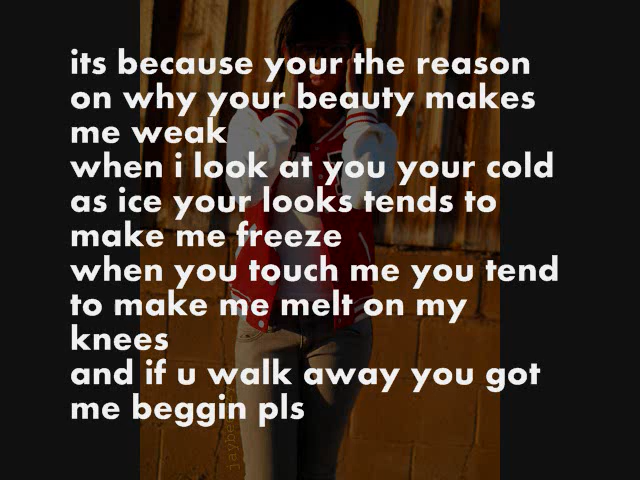 its because your the reason
on why your beauty makes
me weak
when i look at you your cold
as ice your looks tends to
make me freeze
when you touch me you tend
to make me melt on my
knees
and if u walk away you got
me beggin pls